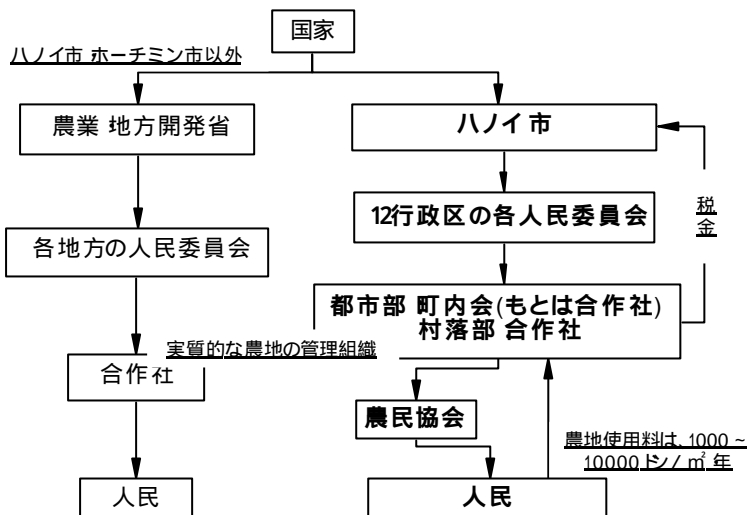 国家
ハノイ市 ホーチミン市以外
農業 地方開発省
ハノイ市
税
金
12行政区の各人民委員会
各地方の人民委員会
都市部 町内会(もとは合作社)
村落部 合作社
実質的な農地の管理組織
合作社
農民協会
農地使用料は、1000 ~
10000 ドン/㎡ 年
人民
人民